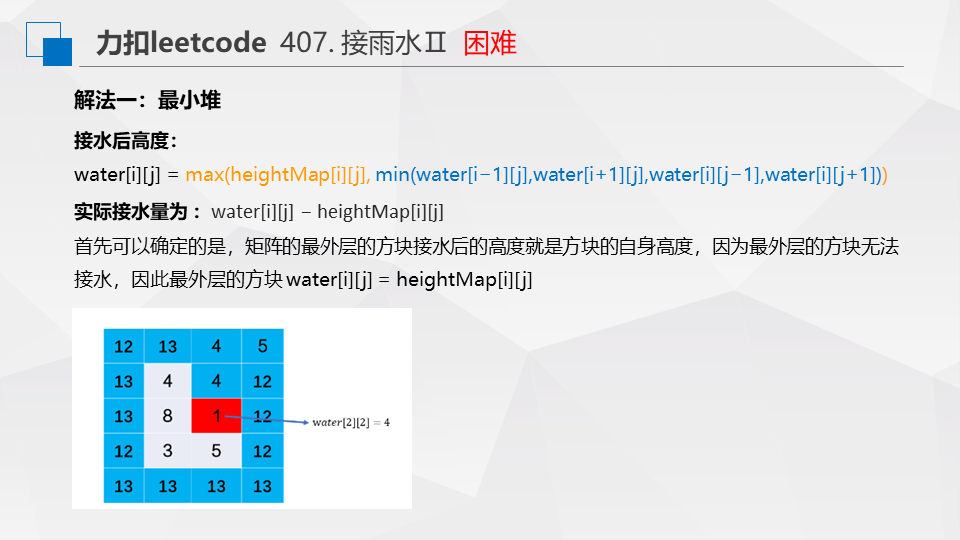 力扣leetcode 407. 接雨水Ⅱ 困难
解法一：最小堆
接水后高度：
water[i][j] = max(heightMap[i][j], min(water[i−1][j],water[i+1][j],water[i][j−1],water[i][j+1]))
实际接水量为： water[i][j] − heightMap[i][j]
首先可以确定的是，矩阵的最外层的方块接水后的高度就是方块的自身高度，因为最外层的方块无法
接水，因此最外层的方块 water[i][j] = heightMap[i][j]
12 13 4 5
13 4 4 12
13 8 1 12
water[2][2] = 4
12 3 5 12
13 13 13 13